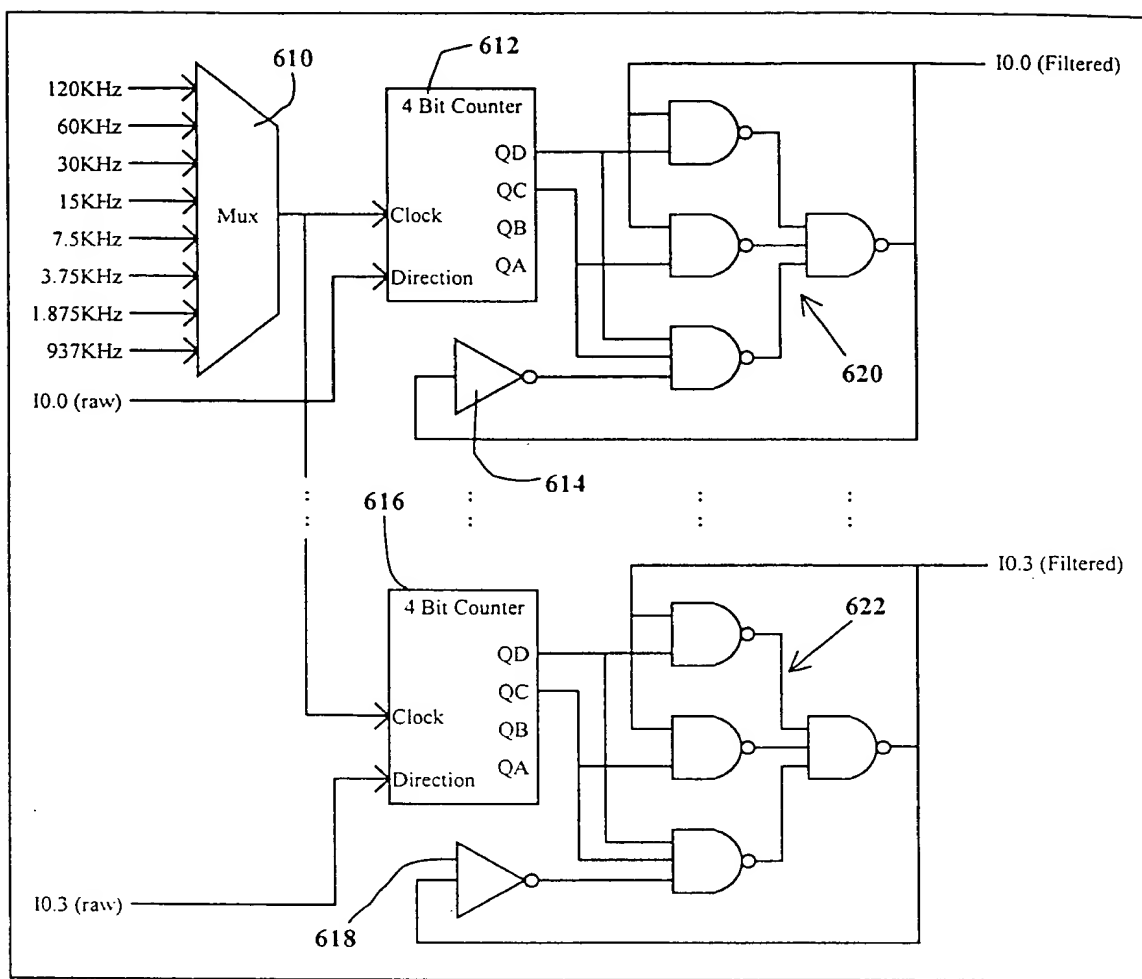 612
610
I0.0 (Filtered)
120KHz
60KHz
30KHz
15KHz
7.5KHz
3.75KHz
1.875KHz
937KHz
Mux
4 Bit Counter
QD
QC
QB
QA
Clock
Direction
620
I0.0 (raw)
614
616
I0.3 (Filtered)
4 Bit Counter
622
QD
QC
QB
QA
Clock
Direction
I0.3 (raw)
618